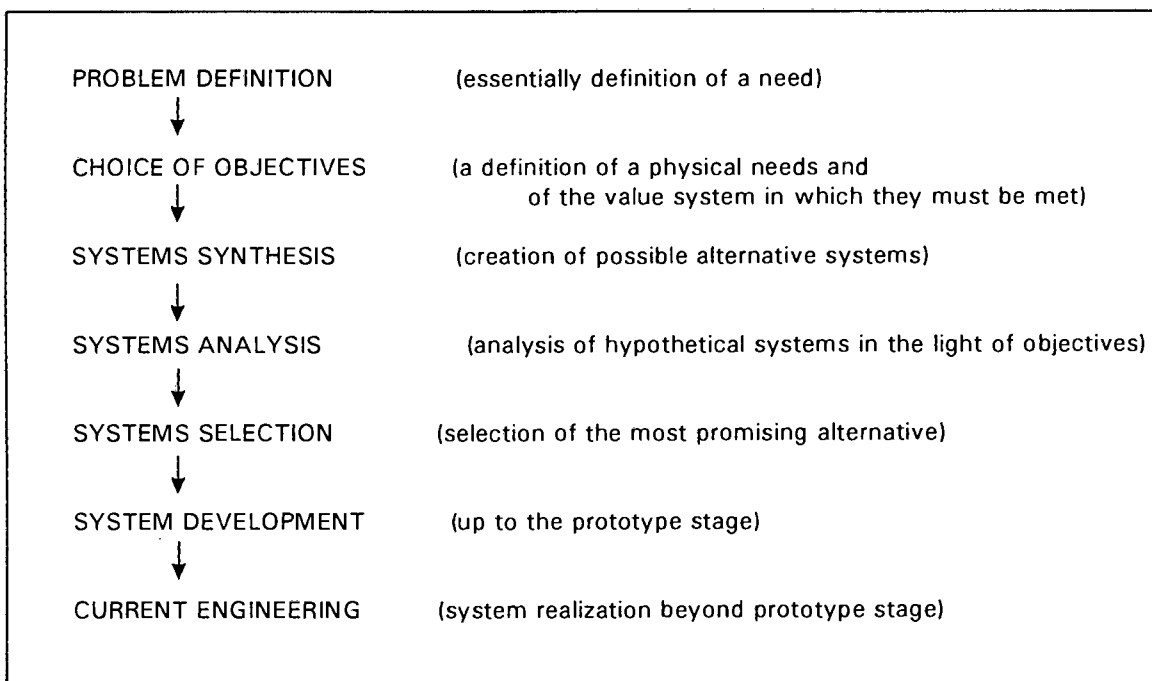 PROBLEM DEFINITION (essentially definition of a need)
CHOICE OF OBJECTIVES (a definition of a physical needs and
of the value system in which they must be met)
SYSTEMS SYNTHESIS (creation of possible alternative systems)
SYSTEMS ANALYSIS (analysis of hypothetical systems in the light of objectives)
SYSTEMS SELECTION (selection of the most promising alternative)
SYSTEM DEVELOPMENT (up to the prototype stage)
CURRENT ENGINEERING (system realization beyond prototype stage)